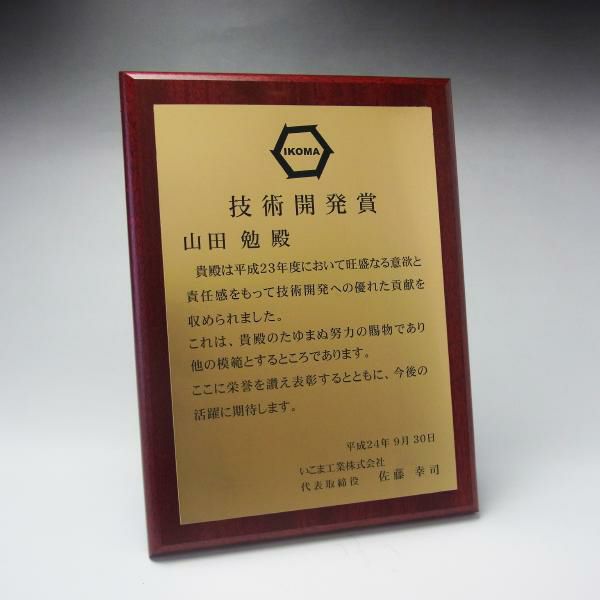 IKOMA
技術開発賞
山田 勉 殿
貴殿は平成23年度において旺盛なる意欲と
責任感をもって技術開発への優れた貢献を
収められました。
これは、貴殿のたゆまぬ努力の賜物であり
他の模範とするところであります。
ここに栄誉を讃え表彰するとともに、今後の
活躍に期待します。
平成24年 9月 30日
いこま工業株式会社
代表取締役 佐藤 幸司